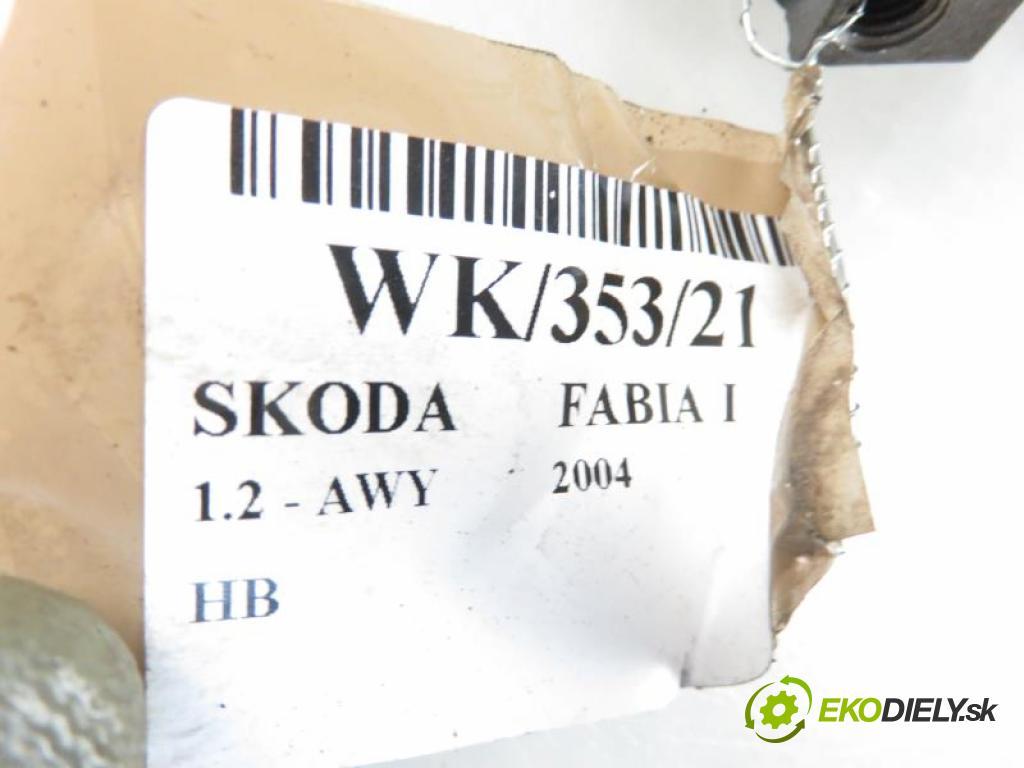 WK/353/21
SKODA FABIA I
1.2 - AWY 2004
HB
EKODIELY.sk